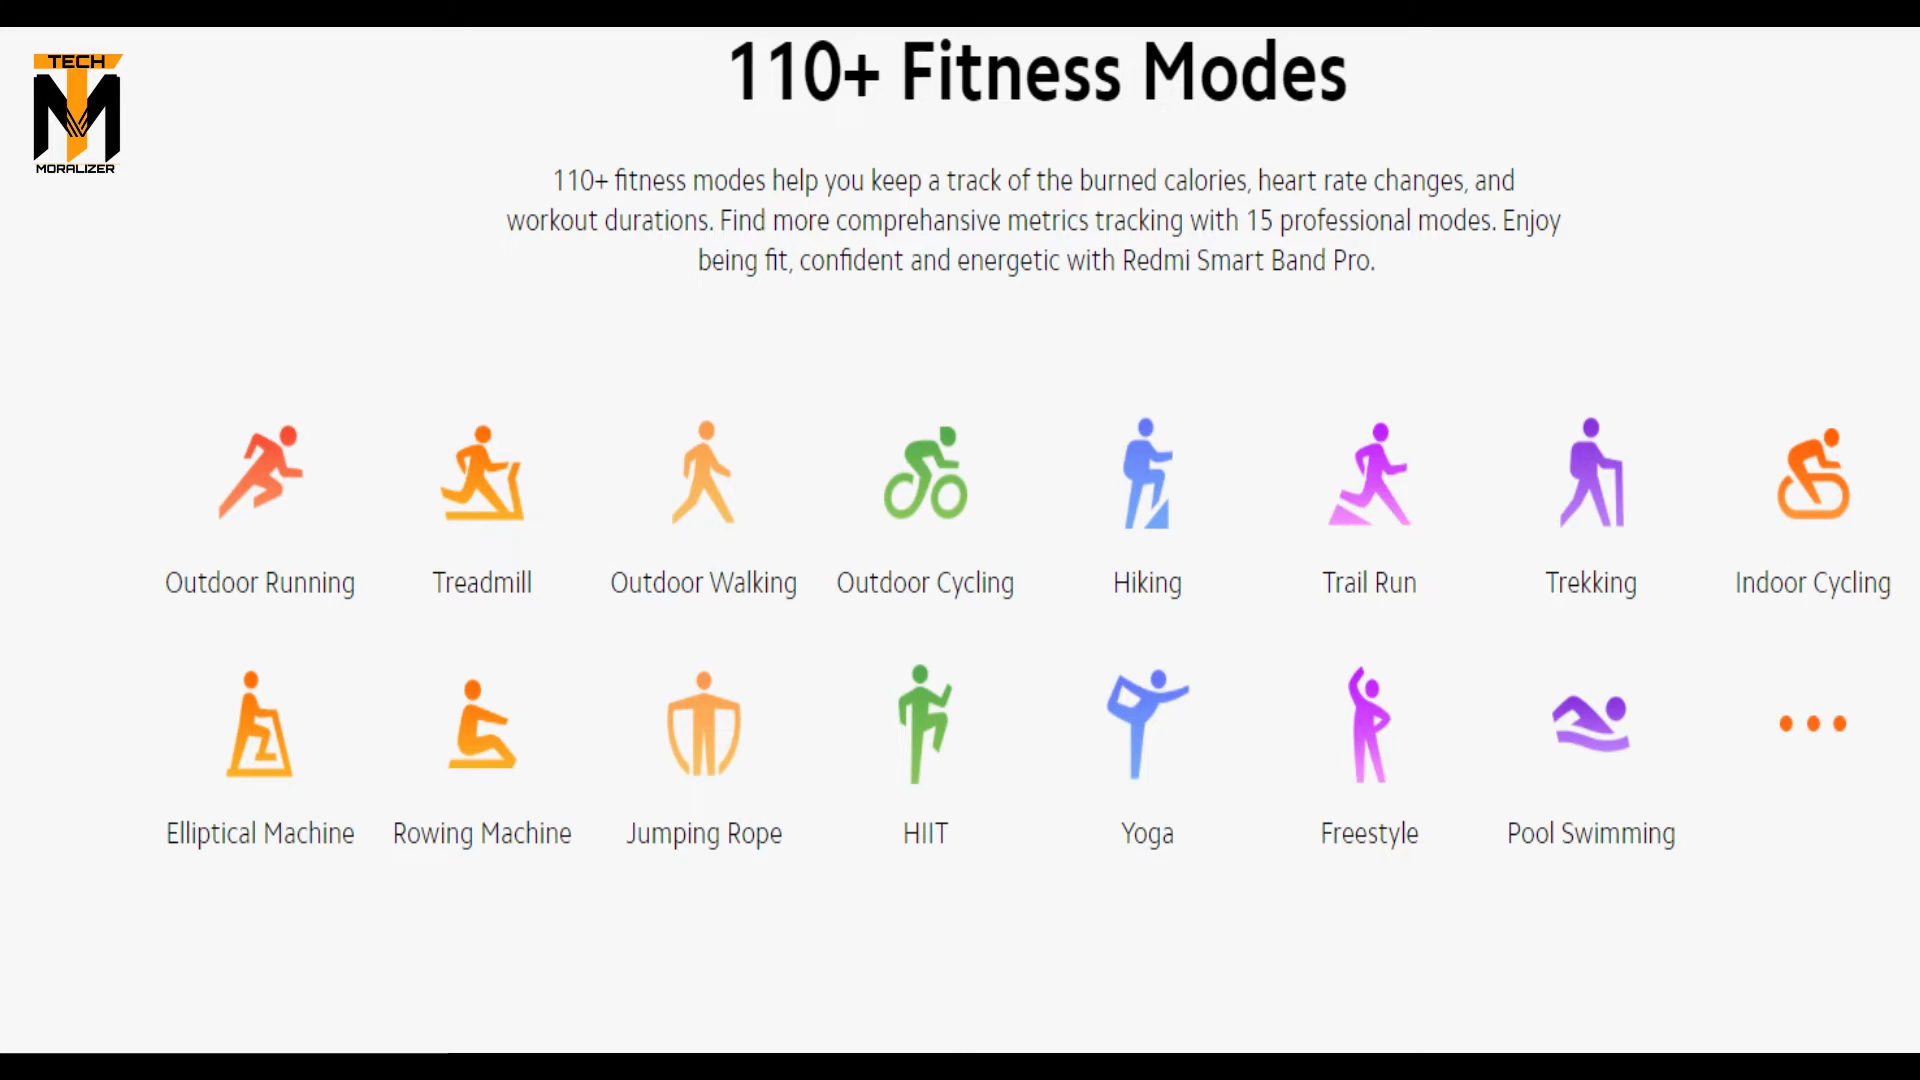 TECH
MORALIZER
110+ Fitness Modes
110+ fitness modes help you keep a track of the burned calories, heart rate changes, and
workout durations. Find more comprehansive metrics tracking with 15 professional modes. Enjoy
being fit, confident and energetic with Redmi Smart Band Pro.
Outdoor Running Treadmill Outdoor Walking Outdoor Cycling Hiking Trail Run Trekking Indoor Cycling
Elliptical Machine Rowing Machine Jumping Rope HIIT Yoga Freestyle Pool Swimming